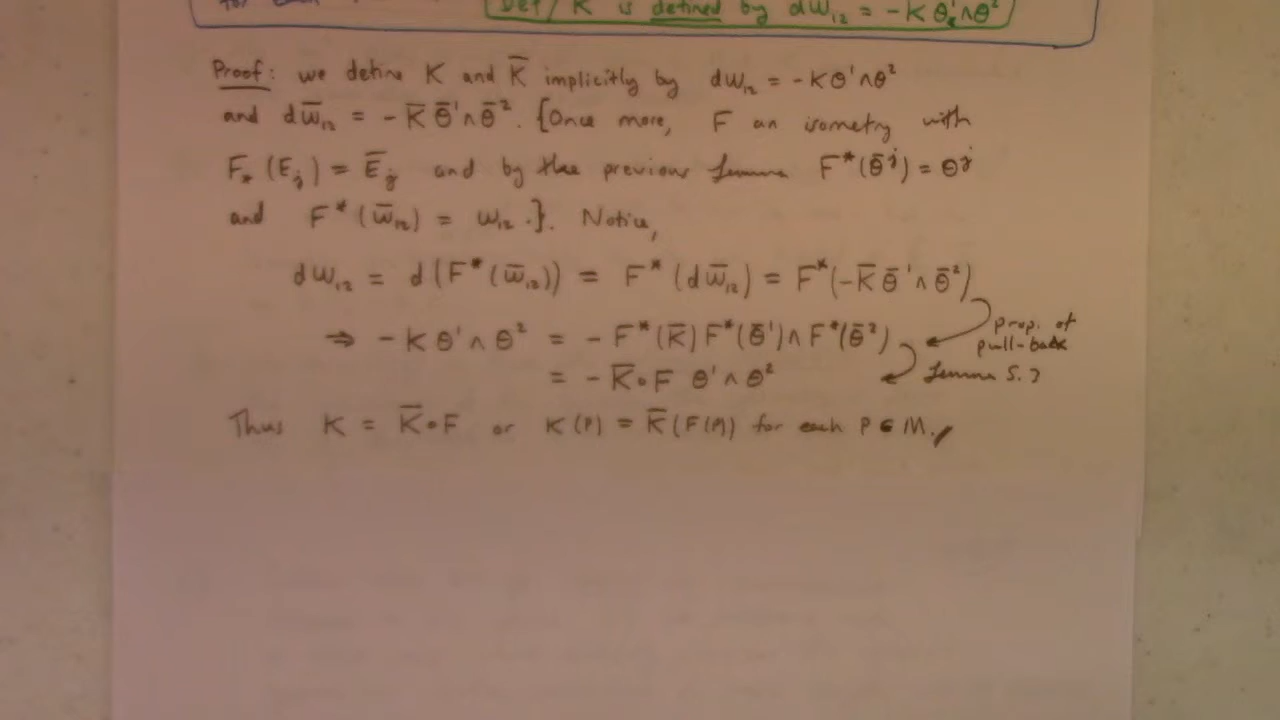 for each
Def/ K is defined by dω₁₂ = -K θ¹∧θ²
Proof: we define K and K̅ implicitly by dω₁₂ = -K θ¹∧θ²
and dω̅₁₂ = -K̅ θ̅¹∧θ̅². {Once more, F an isometry with
F⁎(Eⱼ) = E̅ⱼ and by the previous Lemma F*(θ̅ʲ) = θʲ
and F*(ω̅₁₂) = ω₁₂.}. Notice,
dω₁₂ = d(F*(ω̅₁₂)) = F*(dω̅₁₂) = F*(-K̅ θ̅¹∧θ̅²)
⇒ -K θ¹∧θ² = -F*(K̅) F*(θ̅¹)∧F*(θ̅²)
prop. of
pull-back
= -K̅∘F θ¹∧θ²
Lemma 5.?
Thus K = K̅∘F or K(P) = K̅(F(P)) for each P ∈ M.